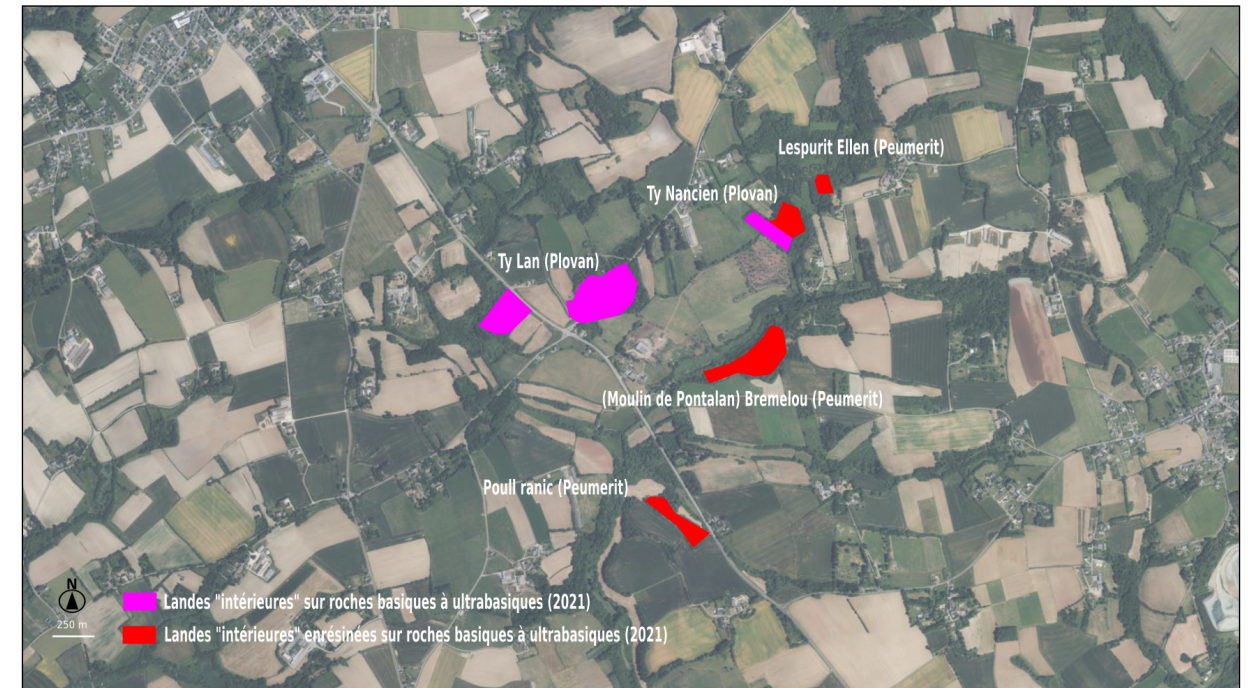 Lespurit Ellen (Peumerit)
Ty Nancien (Plovan)
Ty Lan (Plovan)
(Moulin de Pontalan) Bremelou (Peumerit)
Poull ranic (Peumerit)
N
250 m
Landes "intérieures" sur roches basiques à ultrabasiques (2021)
Landes "intérieures" enrésinées sur roches basiques à ultrabasiques (2021)